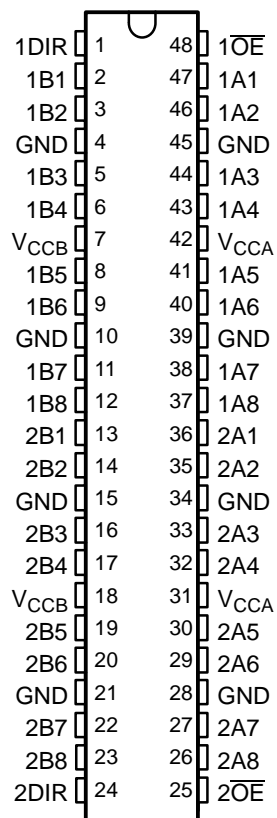 1DIR 1 48 1O̅E̅
1B1 2 47 1A1
1B2 3 46 1A2
GND 4 45 GND
1B3 5 44 1A3
1B4 6 43 1A4
VCCB 7 42 VCCA
1B5 8 41 1A5
1B6 9 40 1A6
GND 10 39 GND
1B7 11 38 1A7
1B8 12 37 1A8
2B1 13 36 2A1
2B2 14 35 2A2
GND 15 34 GND
2B3 16 33 2A3
2B4 17 32 2A4
VCCB 18 31 VCCA
2B5 19 30 2A5
2B6 20 29 2A6
GND 21 28 GND
2B7 22 27 2A7
2B8 23 26 2A8
2DIR 24 25 2O̅E̅